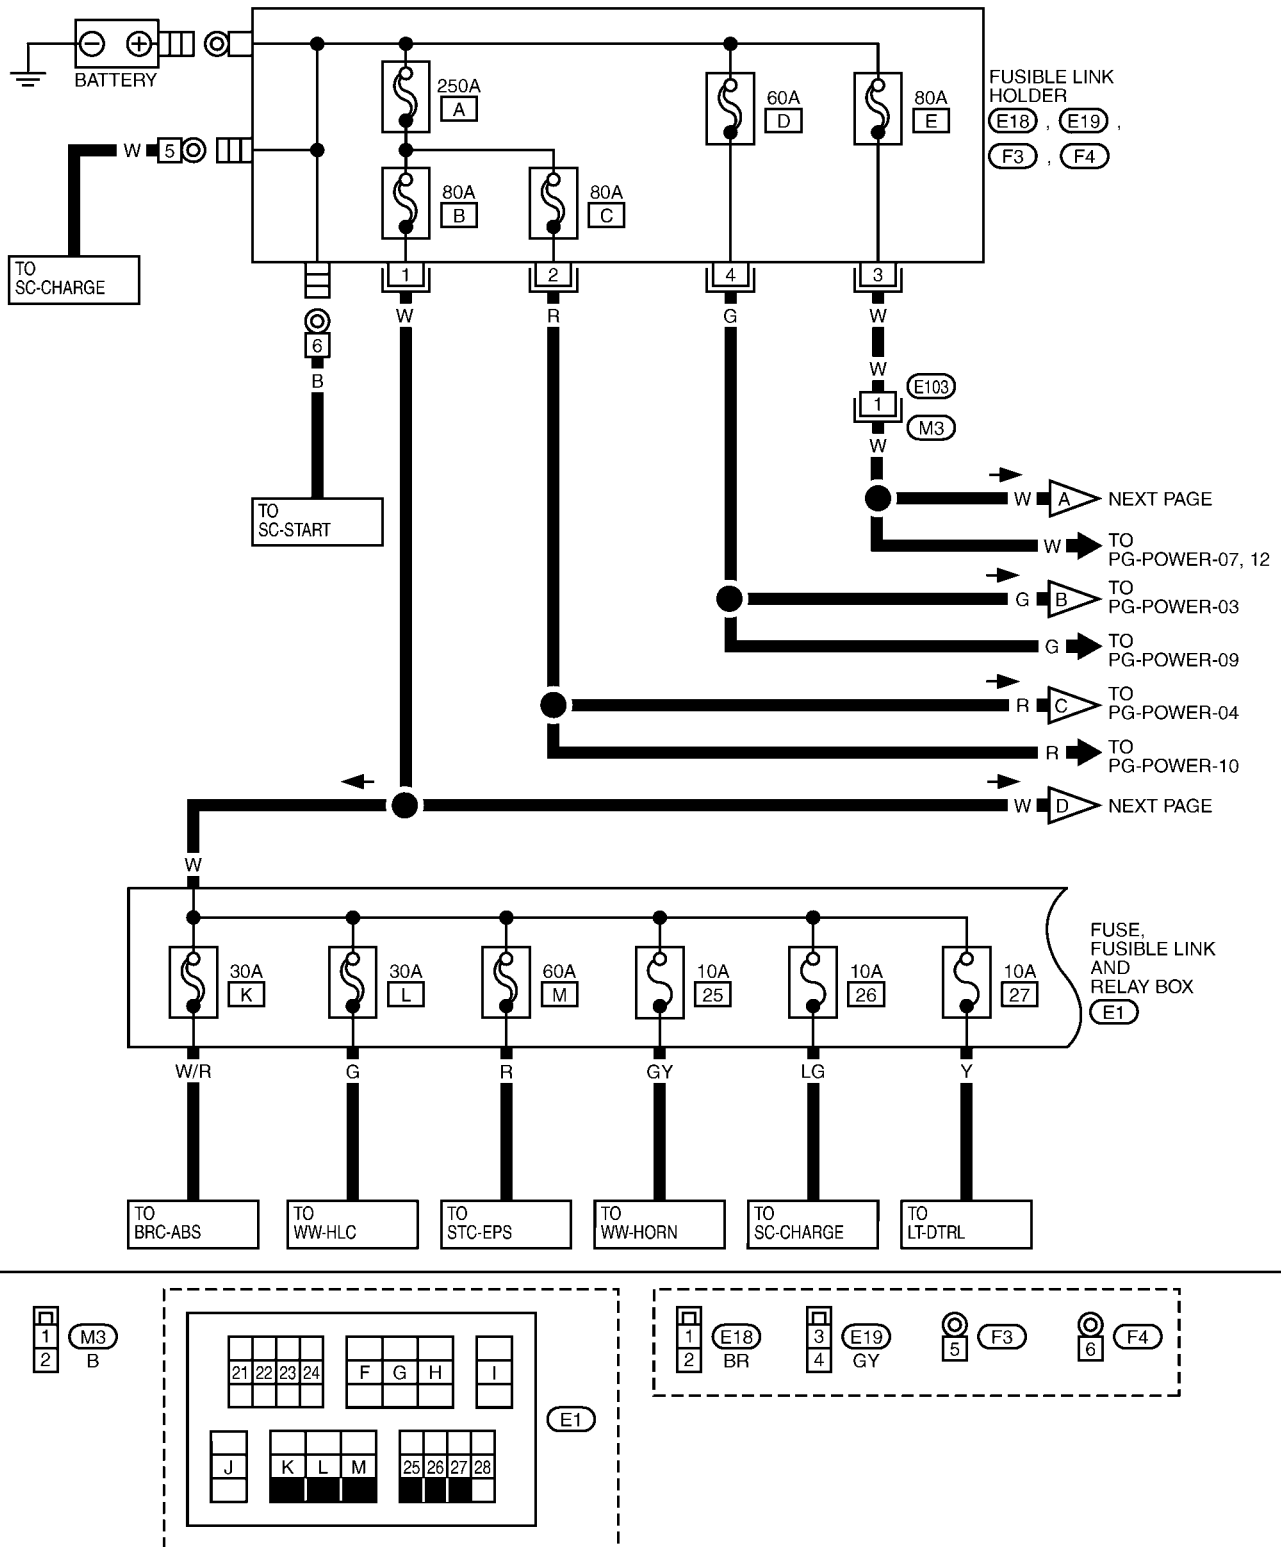 BATTERY
250A
A
60A
D
80A
E
FUSIBLE LINK
HOLDER
E18 , E19 ,
F3 , F4
W 5
80A
B
80A
C
TO
SC-CHARGE
1
2
4
3
W
R
G
W
6
B
W
1
E103
M3
W
TO
SC-START
W A NEXT PAGE
W TO
PG-POWER-07, 12
G B TO
PG-POWER-03
G TO
PG-POWER-09
R C TO
PG-POWER-04
R TO
PG-POWER-10
W D NEXT PAGE
W
30A
K
30A
L
60A
M
10A
25
10A
26
10A
27
FUSE,
FUSIBLE LINK
AND
RELAY BOX
E1
W/R
G
R
GY
LG
Y
TO
BRC-ABS
TO
WW-HLC
TO
STC-EPS
TO
WW-HORN
TO
SC-CHARGE
TO
LT-DTRL
1
2
M3
B
21 22 23 24
F G H
I
J
K L M
25 26 27 28
E1
1
2
E18
BR
3
4
E19
GY
5
F3
6
F4